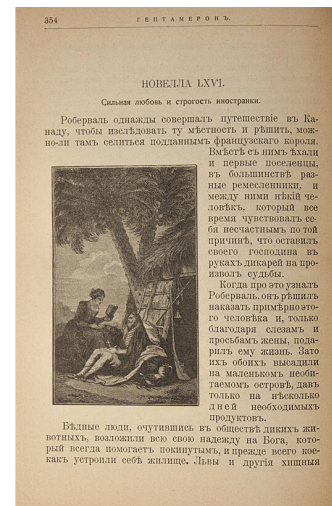 354
ГЕПТАМЕРОНЪ.
НОВЕЛЛА LXVI.
Сильная любовь и строгость иностранки.
Роберваль однажды совершалъ путешествіе въ Ка-
наду, чтобы изслѣдовать ту мѣстность и рѣшить, мож-
но-ли тамъ селиться подданнымъ французскаго короля.
Вмѣстѣ съ нимъ ѣхали
и первые поселенцы,
въ большинствѣ раз-
ные ремесленники, и
между ними нѣкій че-
ловѣкъ, который все
время чувствовалъ се-
бя несчастнымъ по той
причинѣ, что оставилъ
своего господина въ
рукахъ дикарей на про-
изволъ судьбы.
Когда про это узналъ
Роберваль, онъ рѣшилъ
наказать примѣрно это-
го человѣка и, только
благодаря слезамъ и
просьбамъ жены, пода-
рилъ ему жизнь. Зато
ихъ обоихъ высадили
на маленькомъ необи-
таемомъ островѣ, давъ
только на нѣсколько
дней необходимыхъ
продуктовъ.
Бѣдные люди, очутившись въ обществѣ дикихъ жи-
вотныхъ, возложили всю свою надежду на Бога, кото-
рый всегда помогаетъ покинутымъ, и прежде всего кое-
какъ устроили себѣ жилище. Львы и другія хищныя